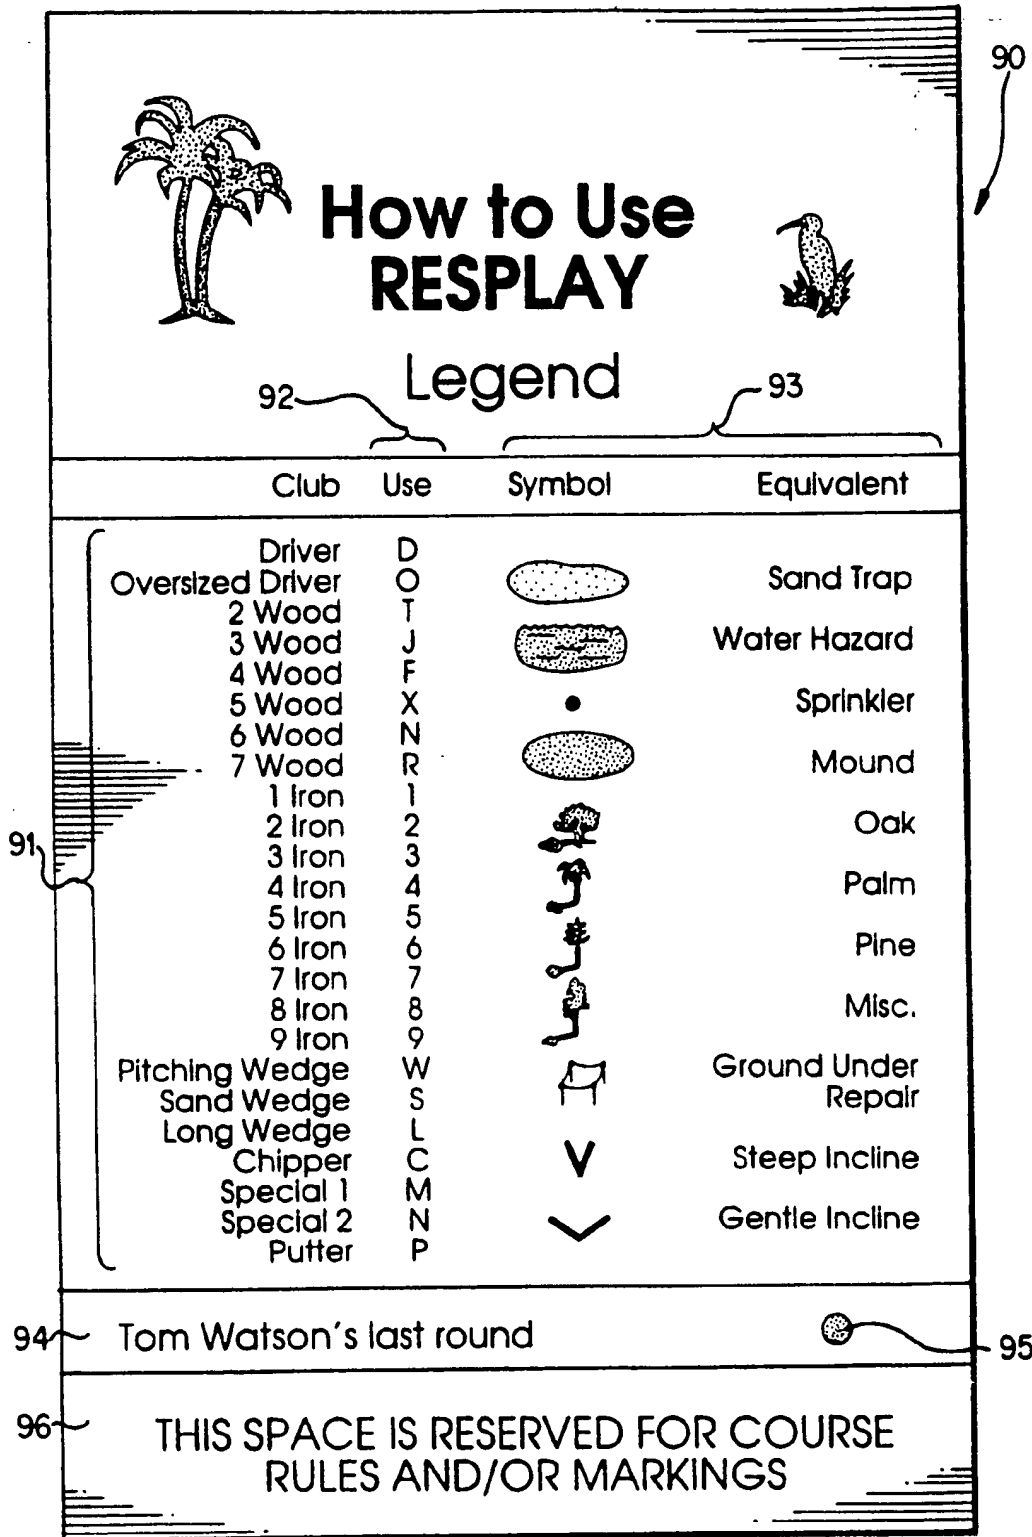 90
How to Use
RESPLAY
Legend
92
93
Club Use Symbol Equivalent
Driver D
Oversized Driver O Sand Trap
2 Wood T
3 Wood J Water Hazard
4 Wood F
5 Wood X Sprinkler
6 Wood N
7 Wood R Mound
1 Iron 1
2 Iron 2 Oak
91
3 Iron 3
4 Iron 4 Palm
5 Iron 5
6 Iron 6 Pine
7 Iron 7
8 Iron 8 Misc.
9 Iron 9
Pitching Wedge W Ground Under
Sand Wedge S Repair
Long Wedge L
Chipper C Steep Incline
Special 1 M
Special 2 N Gentle Incline
Putter P
94 Tom Watson's last round 95
96 THIS SPACE IS RESERVED FOR COURSE
RULES AND/OR MARKINGS